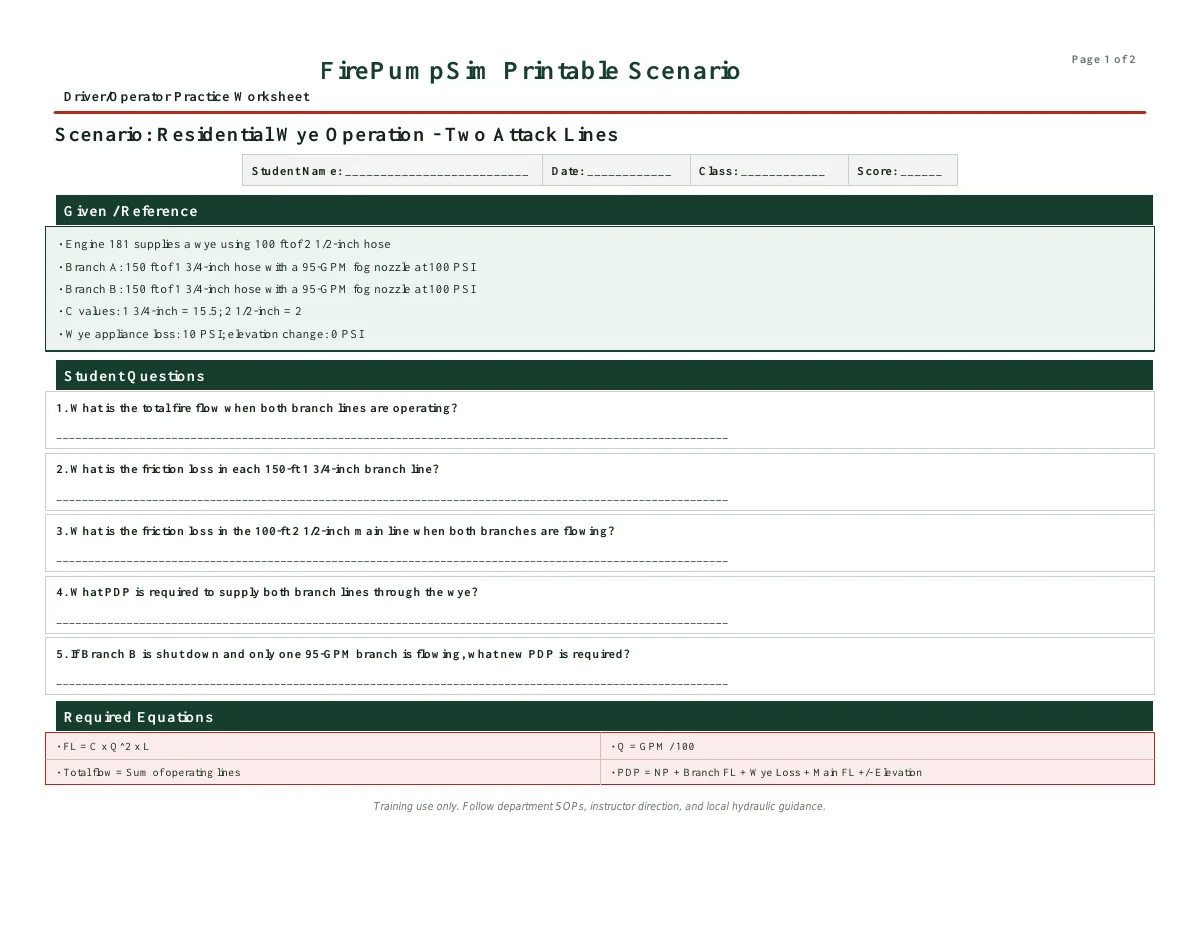 FirePumpSim Printable Scenario
Page 1 of 2
Driver/Operator Practice Worksheet
Scenario: Residential Wye Operation - Two Attack Lines
Student Name: __________________________ Date: ____________ Class: ____________ Score: ______
Given / Reference
• Engine 181 supplies a wye using 100 ft of 2 1/2-inch hose
• Branch A: 150 ft of 1 3/4-inch hose with a 95-GPM fog nozzle at 100 PSI
• Branch B: 150 ft of 1 3/4-inch hose with a 95-GPM fog nozzle at 100 PSI
• C values: 1 3/4-inch = 15.5; 2 1/2-inch = 2
• Wye appliance loss: 10 PSI; elevation change: 0 PSI
Student Questions
1. What is the total fire flow when both branch lines are operating?
2. What is the friction loss in each 150-ft 1 3/4-inch branch line?
3. What is the friction loss in the 100-ft 2 1/2-inch main line when both branches are flowing?
4. What PDP is required to supply both branch lines through the wye?
5. If Branch B is shut down and only one 95-GPM branch is flowing, what new PDP is required?
Required Equations
• FL = C x Q^2 x L • Q = GPM / 100
• Total flow = Sum of operating lines • PDP = NP + Branch FL + Wye Loss + Main FL +/- Elevation
Training use only. Follow department SOPs, instructor direction, and local hydraulic guidance.